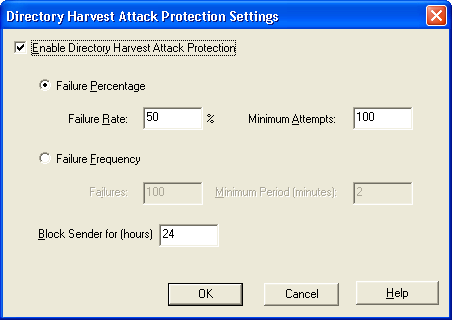 Directory Harvest Attack Protection Settings
Enable Directory Harvest Attack Protection
Failure Percentage
Failure Rate: 50 % Minimum Attempts: 100
Failure Frequency
Failures: 100 Minimum Period (minutes): 2
Block Sender for (hours) 24
OK Cancel Help